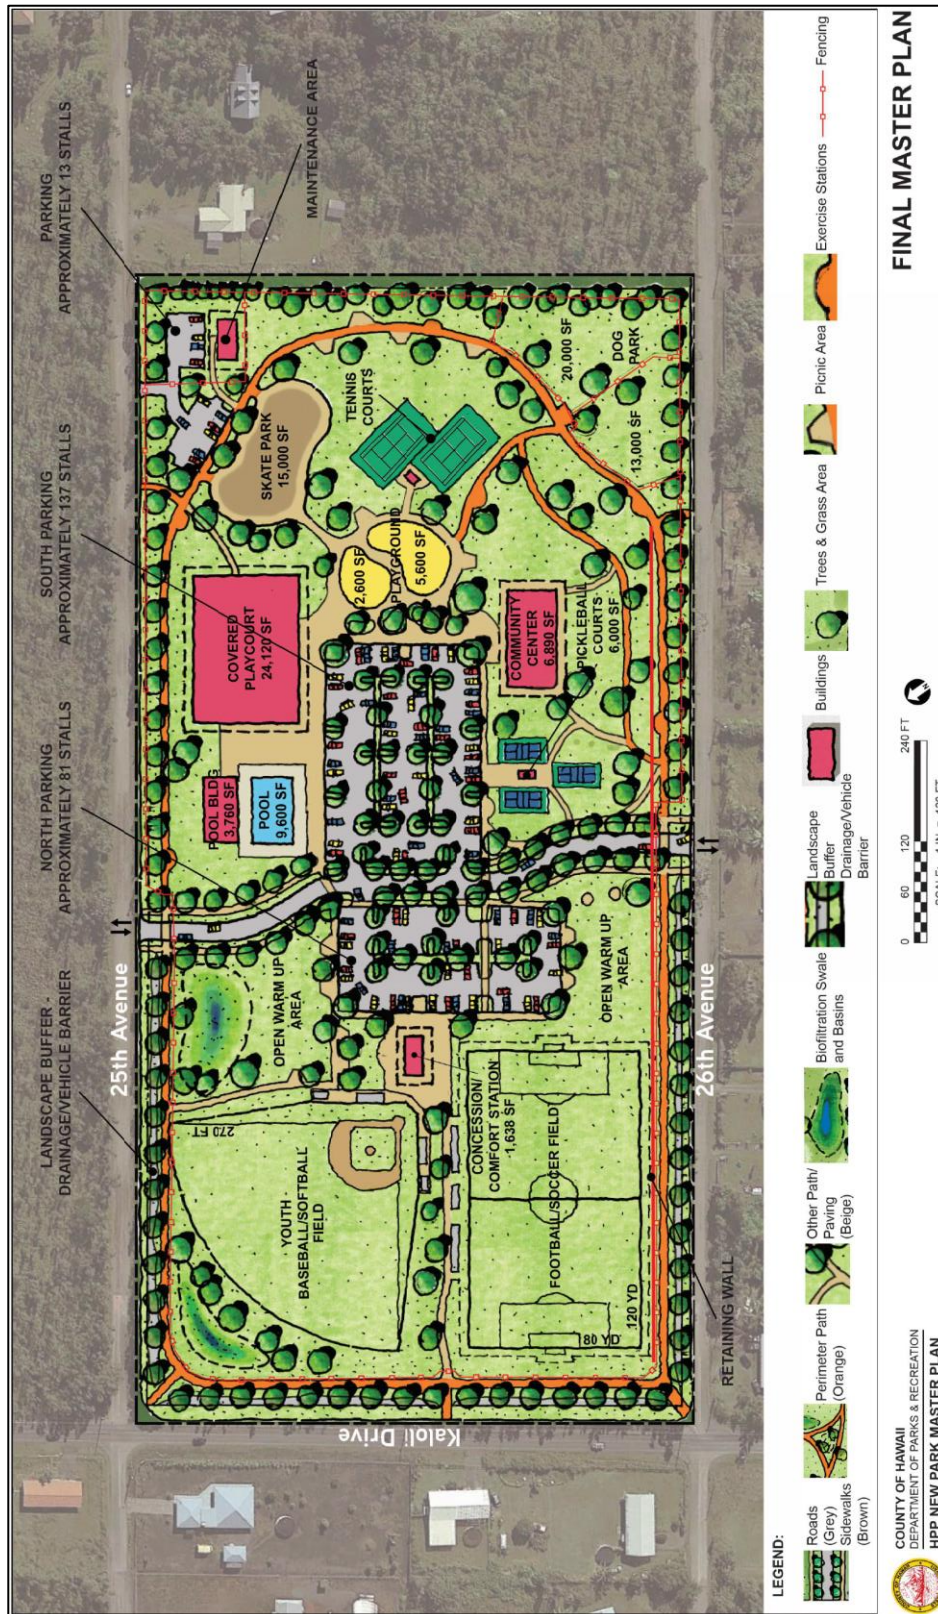 LANDSCAPE BUFFER -
DRAINAGE/VEHICLE BARRIER
NORTH PARKING
APPROXIMATELY 81 STALLS
SOUTH PARKING
APPROXIMATELY 137 STALLS
PARKING
APPROXIMATELY 13 STALLS
MAINTENANCE AREA
25th Avenue
26th Avenue
Kaloli Drive
270 FT
YOUTH -
BASEBALL/SOFTBALL
FIELD
OPEN WARM UP
AREA
POOL BLDG
3,760 SF
POOL
9,600 SF
COVERED
PLAYCOURT
24,120 SF
SKATE PARK
15,000 SF
2,600 SF
PLAYGROUND
5,600 SF
TENNIS
COURTS
CONCESSION/
COMFORT STATION
1,638 SF
FOOTBALL/SOCCER FIELD
80 YD
120 YD
OPEN WARM UP
AREA
COMMUNITY
CENTER
6,890 SF
PICKLEBALL
COURTS
6,000 SF
20,000 SF
DOG
PARK
13,000 SF
RETAINING WALL
LEGEND:
Roads
(Grey)
Sidewalks
(Brown)
Perimeter Path
(Orange)
Other Path/
Paving
(Beige)
Biofiltration Swale
and Basins
Landscape
Buffer
Drainage/Vehicle
Barrier
Buildings
Trees & Grass Area
Picnic Area
Exercise Stations
Fencing
COUNTY OF HAWAII
DEPARTMENT OF PARKS & RECREATION
HPP NEW PARK MASTER PLAN
0 60 120 240 FT
FINAL MASTER PLAN